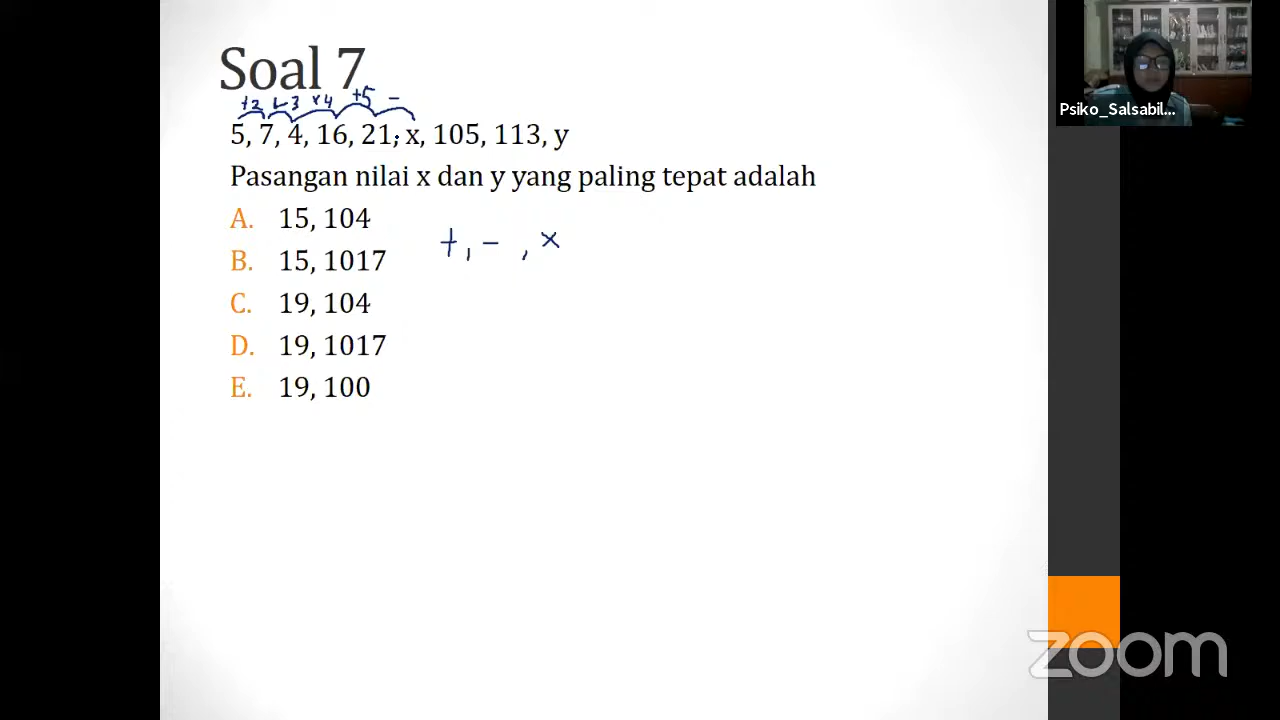 Soal 7
+2 -3 ×4 +5 -
5, 7, 4, 16, 21, x, 105, 113, y
Pasangan nilai x dan y yang paling tepat adalah
A. 15, 104
B. 15, 1017
C. 19, 104
D. 19, 1017
E. 19, 100
+, - , ×
Psiko_Salsabil...
zoom